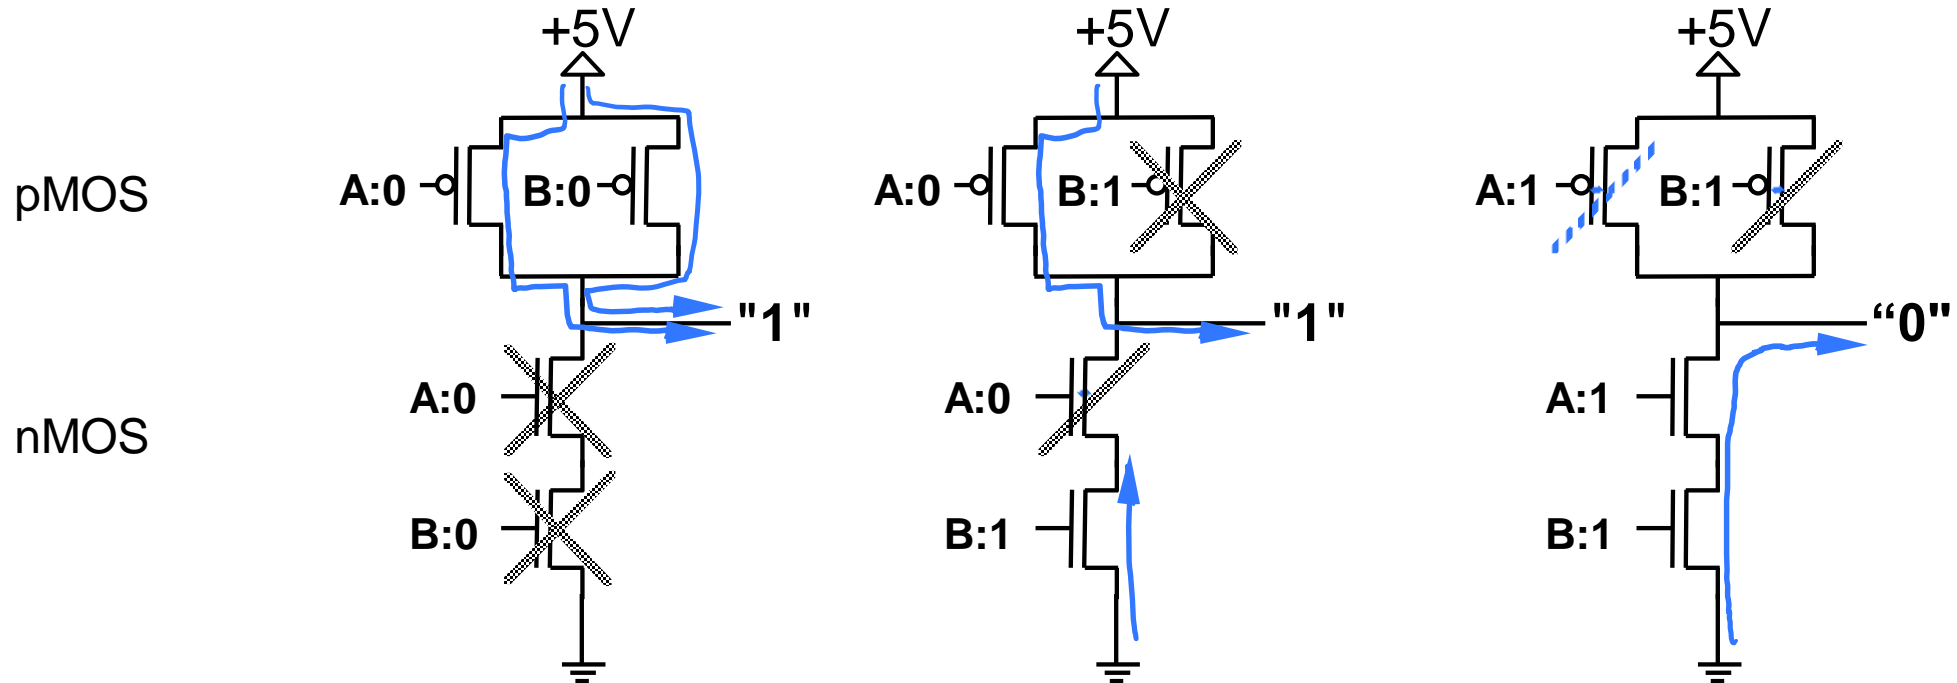 +5V +5V +5V
pMOS A:0 B:0 A:0 B:1 A:1 B:1
"1" "1" “0"
A:0 A:0 A:1
nMOS
B:0 B:1 B:1